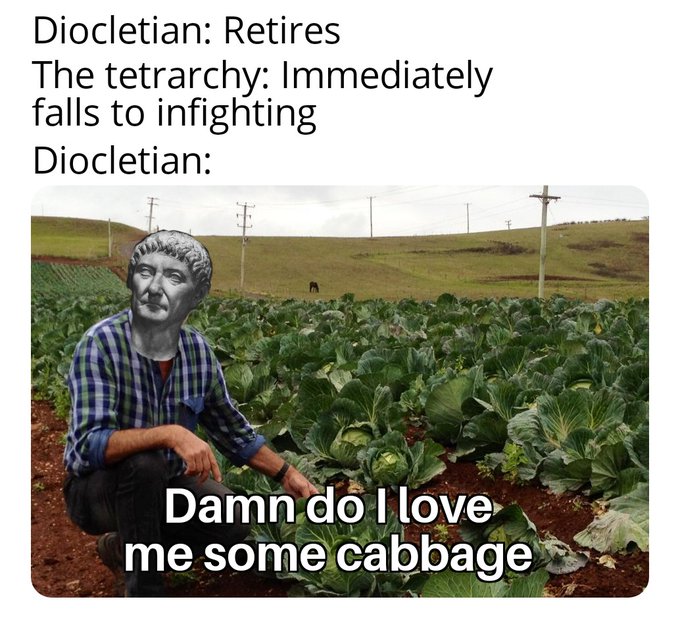 Diocletian: Retires
The tetrarchy: Immediately
falls to infighting
Diocletian:
Damn do I love
me some cabbage